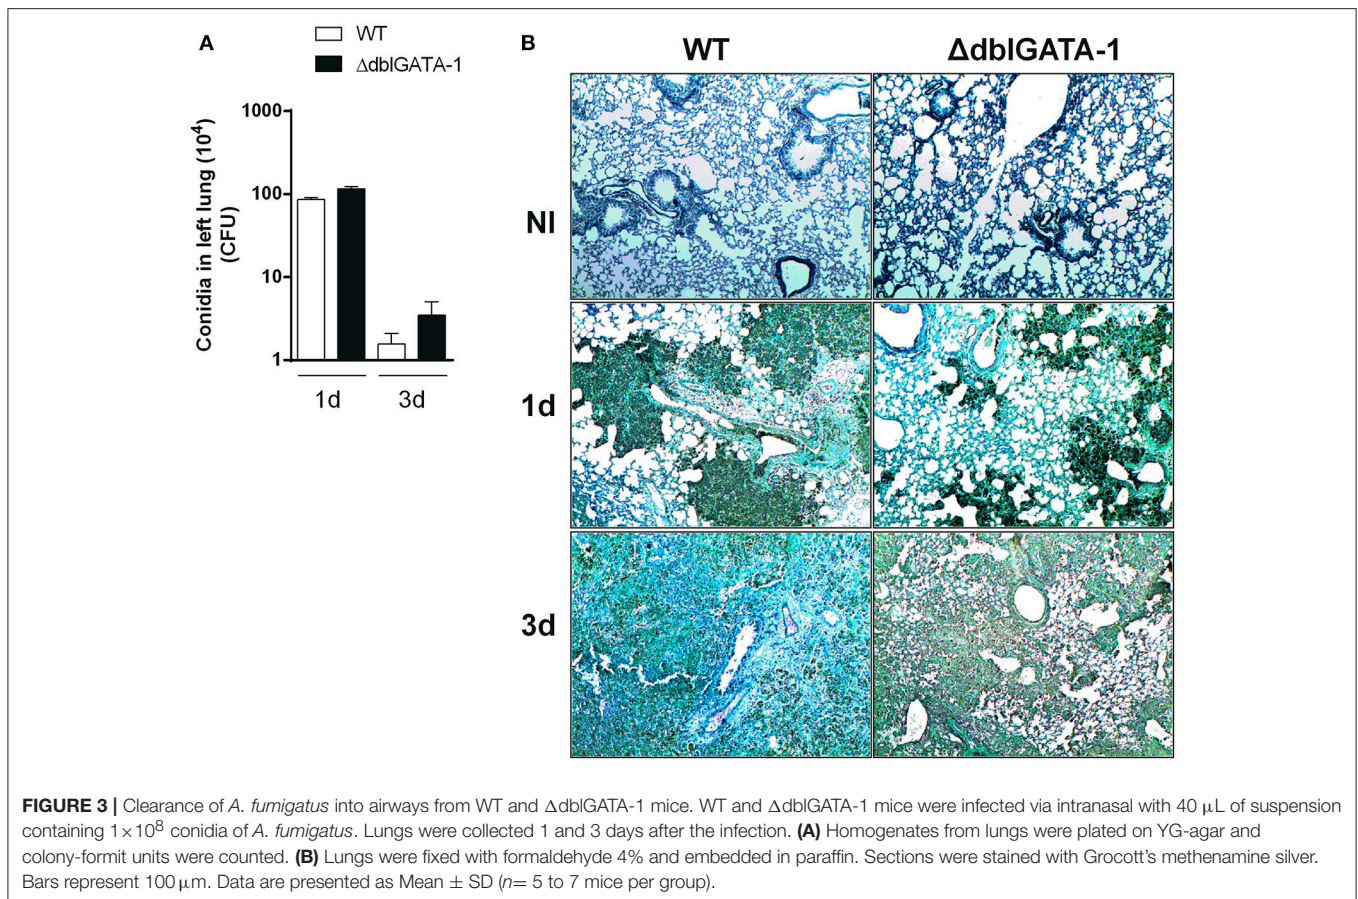 A
WT
ΔdblGATA-1
1000
100
10
1
Conidia in left lung (10⁴)
(CFU)
1d
3d
B
WT
ΔdblGATA-1
NI
1d
3d
FIGURE 3 | Clearance of A. fumigatus into airways from WT and ΔdblGATA-1 mice. WT and ΔdblGATA-1 mice were infected via intranasal with 40 μL of suspension
containing 1×10⁸ conidia of A. fumigatus. Lungs were collected 1 and 3 days after the infection. (A) Homogenates from lungs were plated on YG-agar and
colony-formit units were counted. (B) Lungs were fixed with formaldehyde 4% and embedded in paraffin. Sections were stained with Grocott's methenamine silver.
Bars represent 100 μm. Data are presented as Mean ± SD (n= 5 to 7 mice per group).